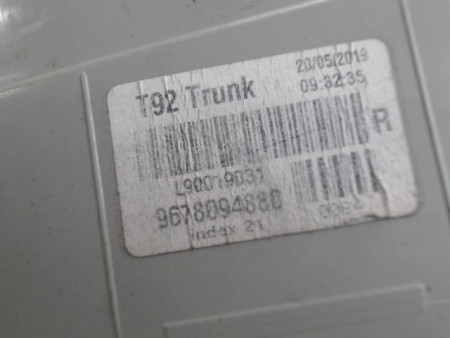 T92 Trunk
20/05/2019
09:32:35
R
L90019031
9678094880
index 21